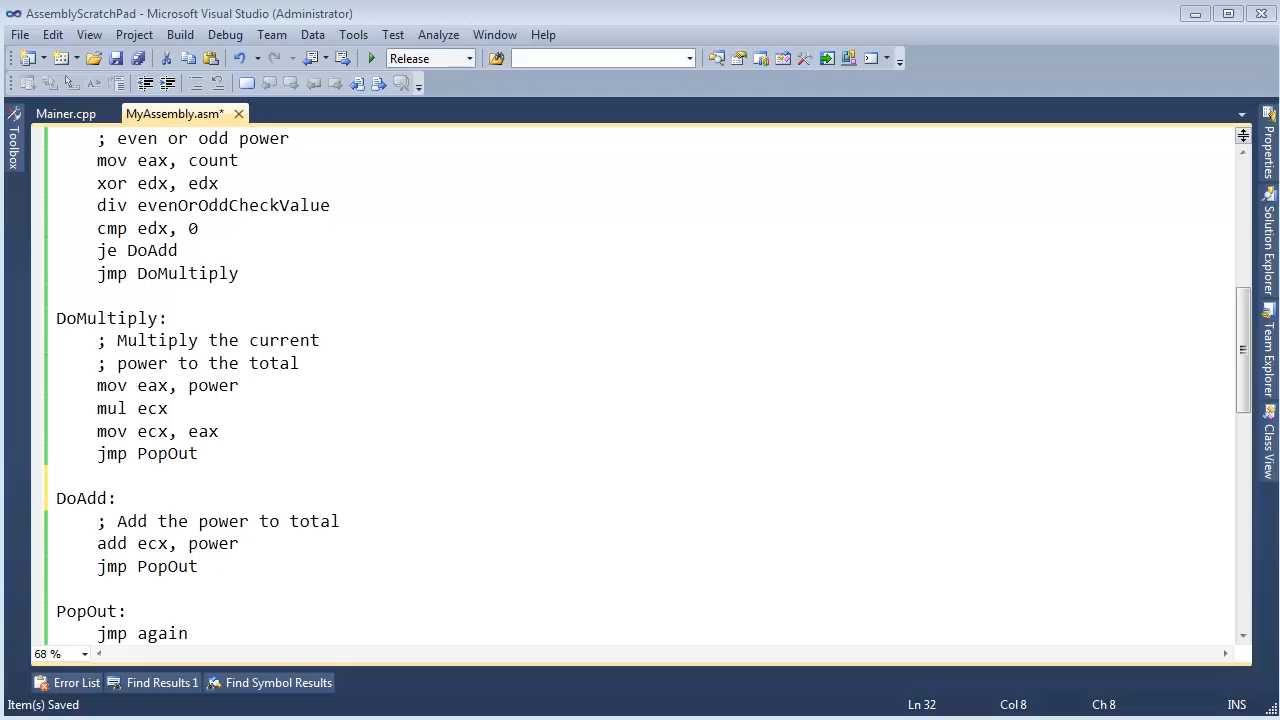 AssemblyScratchPad - Microsoft Visual Studio (Administrator)
File Edit View Project Build Debug Team Data Tools Test Analyze Window Help
Release
Mainer.cpp MyAssembly.asm*
Toolbox
; even or odd power
mov eax, count
xor edx, edx
div evenOrOddCheckValue
cmp edx, 0
je DoAdd
jmp DoMultiply
DoMultiply:
; Multiply the current
; power to the total
mov eax, power
mul ecx
mov ecx, eax
jmp PopOut
DoAdd:
; Add the power to total
add ecx, power
jmp PopOut
PopOut:
jmp again
Properties
Solution Explorer
Team Explorer
Class View
68 %
Error List Find Results 1 Find Symbol Results
Item(s) Saved Ln 32 Col 8 Ch 8 INS